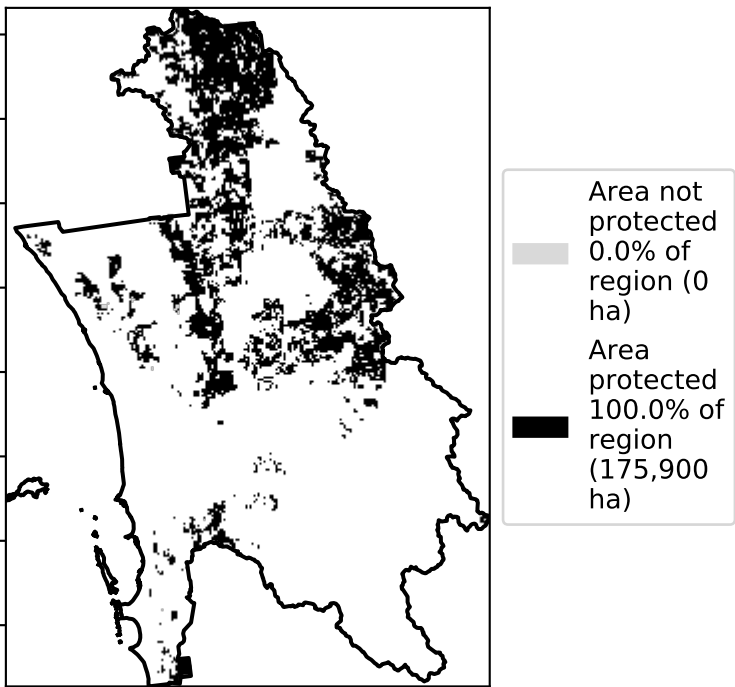 Area not
protected
0.0% of
region (0
ha)
Area
protected
100.0% of
region
(175,900
ha)